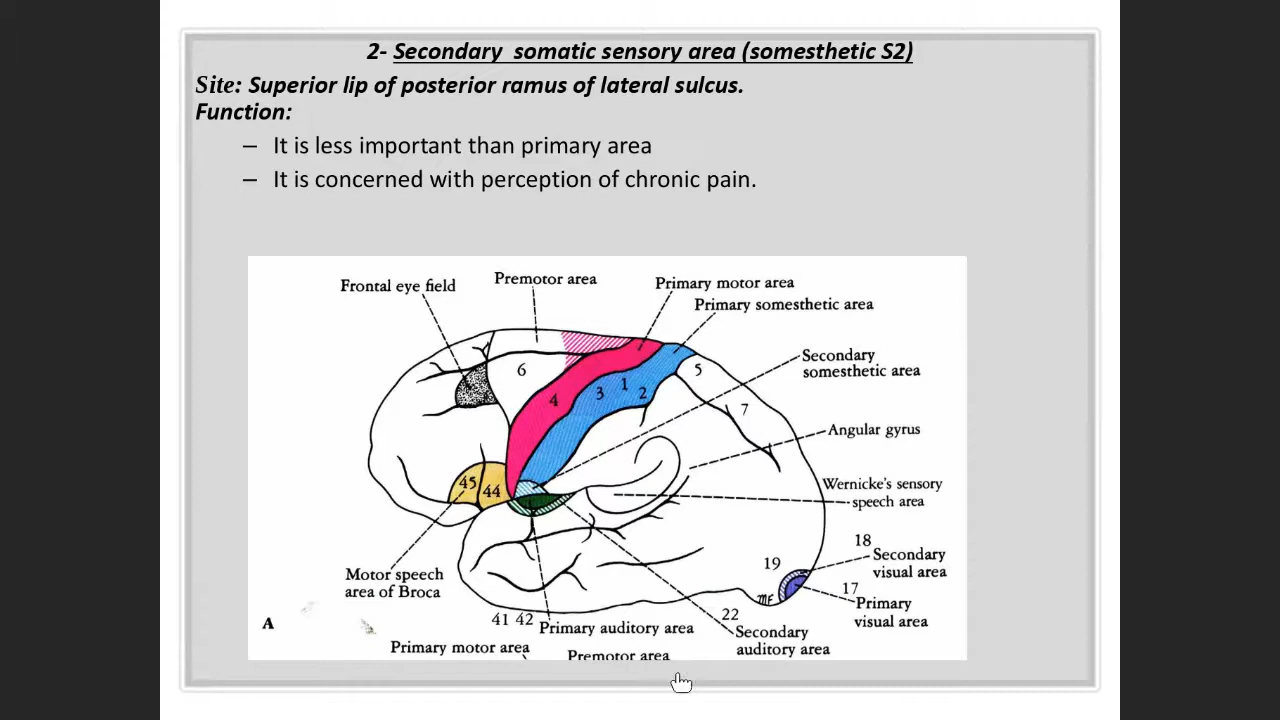 2- Secondary somatic sensory area (somesthetic S2)
Site: Superior lip of posterior ramus of lateral sulcus.
Function:
– It is less important than primary area
– It is concerned with perception of chronic pain.
Frontal eye field
Premotor area
Primary motor area
Primary somesthetic area
Secondary
somesthetic area
6
4
3
1
2
5
7
Angular gyrus
45
44
Wernicke's sensory
speech area
18
Secondary
visual area
19
17
Primary
visual area
Motor speech
area of Broca
A
41 42
Primary auditory area
22
Secondary
auditory area
Primary motor area
Premotor area